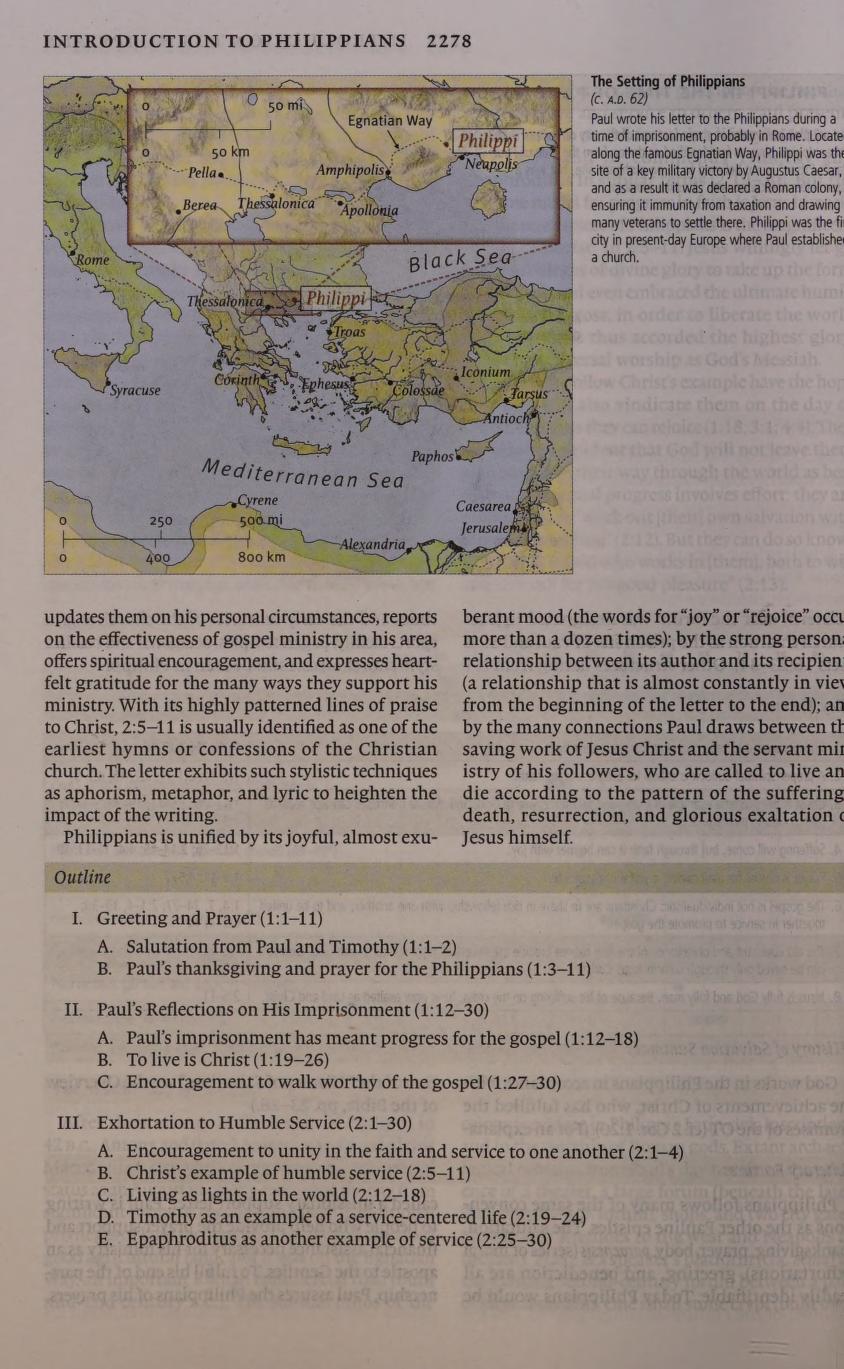 INTRODUCTION TO PHILIPPIANS 2278
0 50 mi
0 50 km
Egnatian Way
Philippi
Neapolis
Pella
Amphipolis
Berea
Thessalonica
Apollonia
Rome
Black Sea
Thessalonica
Philippi
Troas
Corinth
Ephesus
Colossae
Iconium
Syracuse
Tarsus
Antioch
Paphos
Mediterranean Sea
Cyrene
Caesarea
Jerusalem
Alexandria
0 250 500 mi
0 400 800 km
The Setting of Philippians
(C. A.D. 62)
Paul wrote his letter to the Philippians during a
time of imprisonment, probably in Rome. Locate
along the famous Egnatian Way, Philippi was the
site of a key military victory by Augustus Caesar,
and as a result it was declared a Roman colony,
ensuring it immunity from taxation and drawing
many veterans to settle there. Philippi was the fi
city in present-day Europe where Paul establishe
a church.
updates them on his personal circumstances, reports
on the effectiveness of gospel ministry in his area,
offers spiritual encouragement, and expresses heart-
felt gratitude for the many ways they support his
ministry. With its highly patterned lines of praise
to Christ, 2:5–11 is usually identified as one of the
earliest hymns or confessions of the Christian
church. The letter exhibits such stylistic techniques
as aphorism, metaphor, and lyric to heighten the
impact of the writing.
Philippians is unified by its joyful, almost exu-
berant mood (the words for “joy” or “rejoice” occu
more than a dozen times); by the strong persona
relationship between its author and its recipien
(a relationship that is almost constantly in view
from the beginning of the letter to the end); an
by the many connections Paul draws between th
saving work of Jesus Christ and the servant min
istry of his followers, who are called to live an
die according to the pattern of the suffering
death, resurrection, and glorious exaltation o
Jesus himself.
Outline
I. Greeting and Prayer (1:1–11)
A. Salutation from Paul and Timothy (1:1–2)
B. Paul’s thanksgiving and prayer for the Philippians (1:3–11)
II. Paul’s Reflections on His Imprisonment (1:12–30)
A. Paul’s imprisonment has meant progress for the gospel (1:12–18)
B. To live is Christ (1:19–26)
C. Encouragement to walk worthy of the gospel (1:27–30)
III. Exhortation to Humble Service (2:1–30)
A. Encouragement to unity in the faith and service to one another (2:1–4)
B. Christ’s example of humble service (2:5–11)
C. Living as lights in the world (2:12–18)
D. Timothy as an example of a service-centered life (2:19–24)
E. Epaphroditus as another example of service (2:25–30)